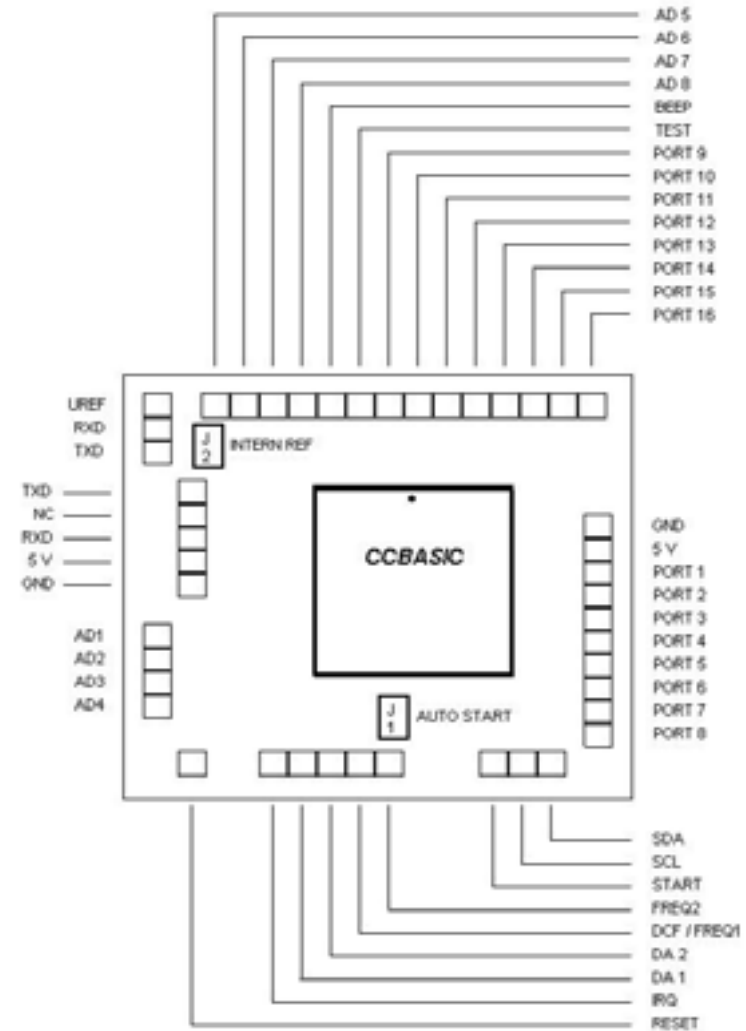 AD 5
AD 6
AD 7
AD 8
BEEP
TEST
PORT 9
PORT 10
PORT 11
PORT 12
PORT 13
PORT 14
PORT 15
PORT 16
UREF
RXD
TXD
J
2
INTERN REF
TXD
NC
RXD
5 V
GND
CCBASIC
GND
5 V
PORT 1
PORT 2
PORT 3
PORT 4
PORT 5
PORT 6
PORT 7
PORT 8
AD1
AD2
AD3
AD4
J
1
AUTO START
SDA
SCL
START
FREQ2
DCF / FREQ1
DA 2
DA 1
IRQ
RESET